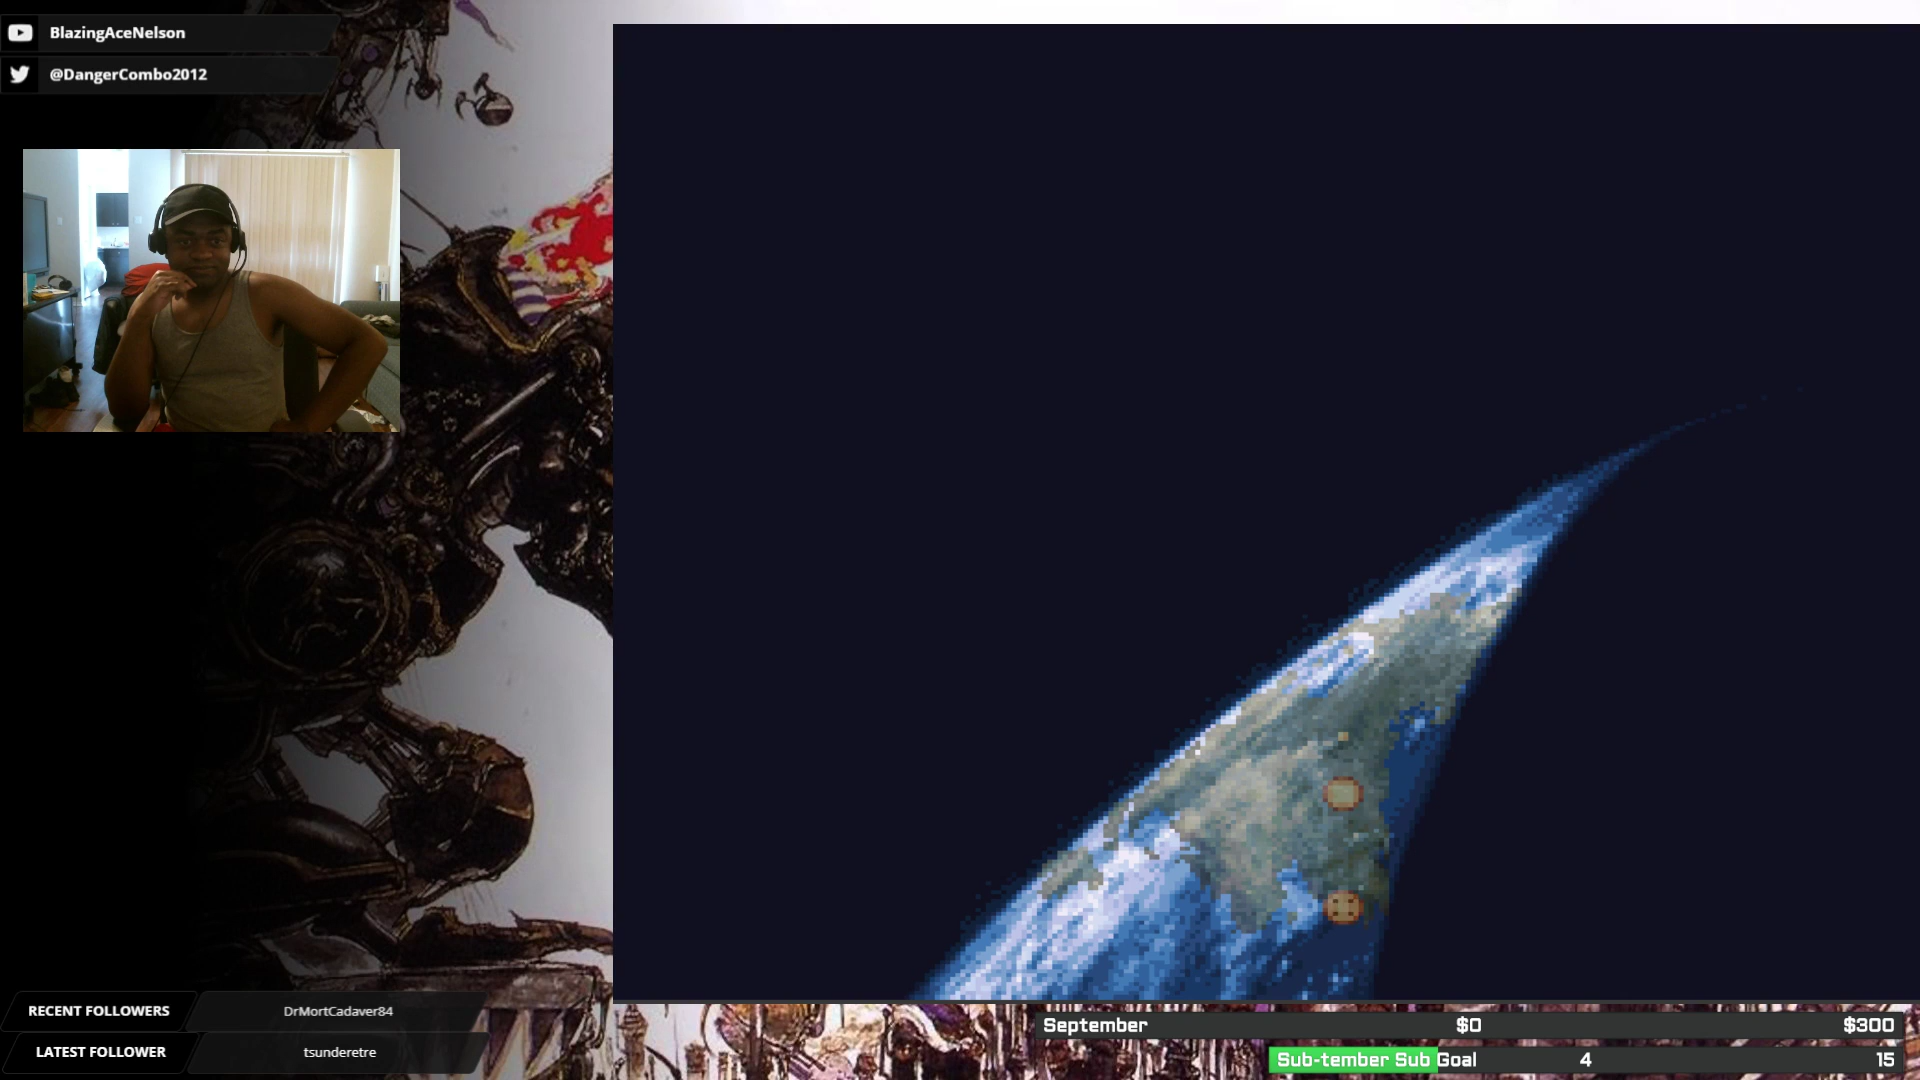 BlazingAceNelson
@DangerCombo2012
RECENT FOLLOWERS DrMortCadaver84
LATEST FOLLOWER tsunderetre
September $0 $300
Sub-tember Sub Goal 4 15